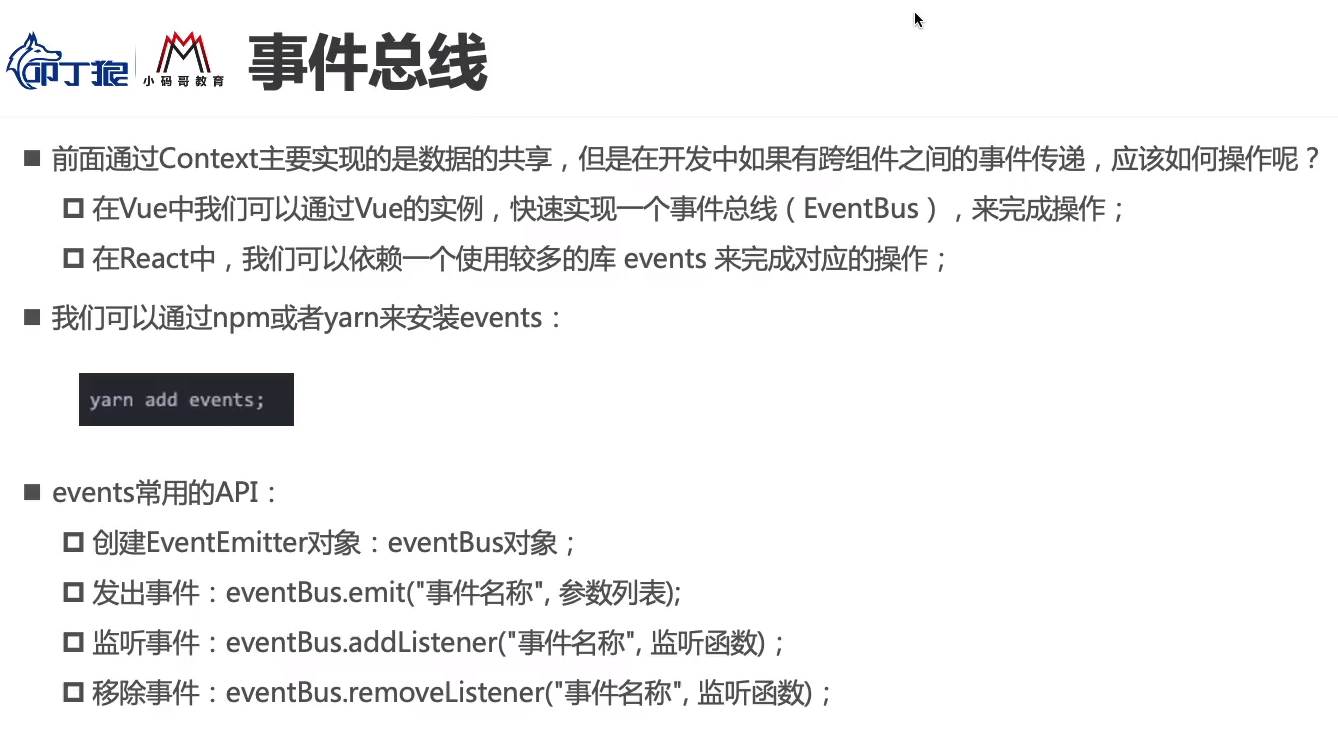 叩丁狼
小码哥教育
事件总线
■ 前面通过Context主要实现的是数据的共享，但是在开发中如果有跨组件之间的事件传递，应该如何操作呢？
在Vue中我们可以通过Vue的实例，快速实现一个事件总线（EventBus），来完成操作；
在React中，我们可以依赖一个使用较多的库 events 来完成对应的操作；
■ 我们可以通过npm或者yarn来安装events：
yarn add events;
■ events常用的API：
创建EventEmitter对象：eventBus对象；
发出事件：eventBus.emit("事件名称", 参数列表);
监听事件：eventBus.addListener("事件名称", 监听函数)；
移除事件：eventBus.removeListener("事件名称", 监听函数)；